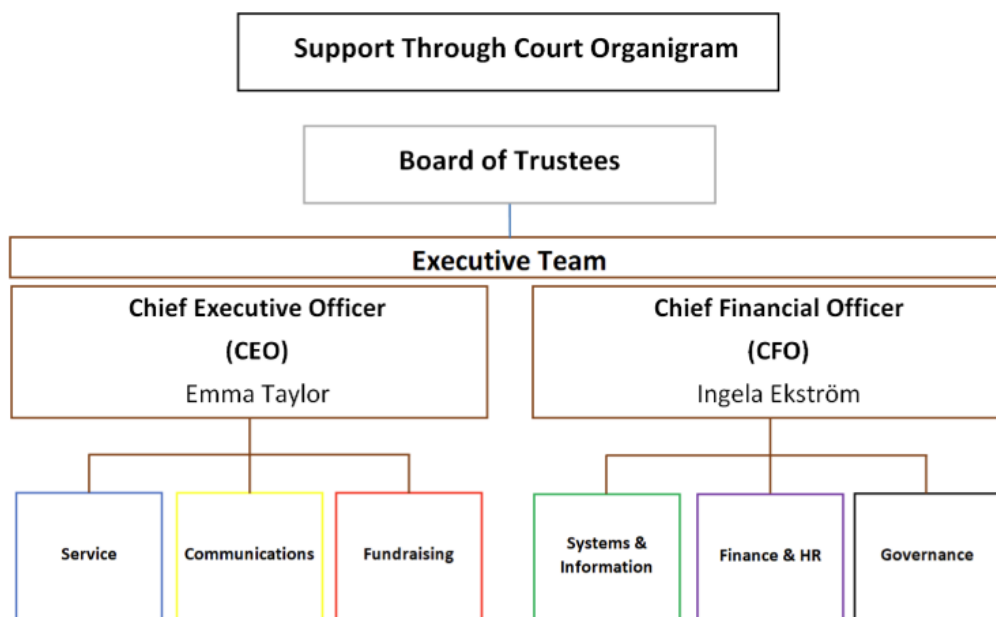 Support Through Court Organigram
Board of Trustees
Executive Team
Chief Executive Officer
(CEO)
Emma Taylor
Chief Financial Officer
(CFO)
Ingela Ekström
Service
Communications
Fundraising
Systems &
Information
Finance & HR
Governance